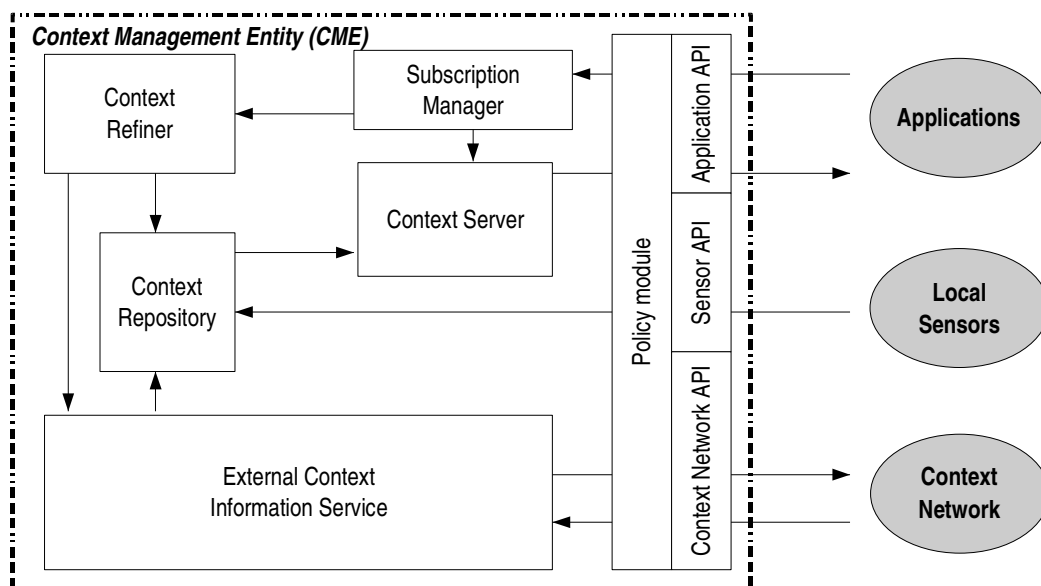 Context Management Entity (CME)
Context
Refiner
Subscription
Manager
Context Server
Context
Repository
External Context
Information Service
Policy module
Application API
Sensor API
Context Network API
Applications
Local
Sensors
Context
Network